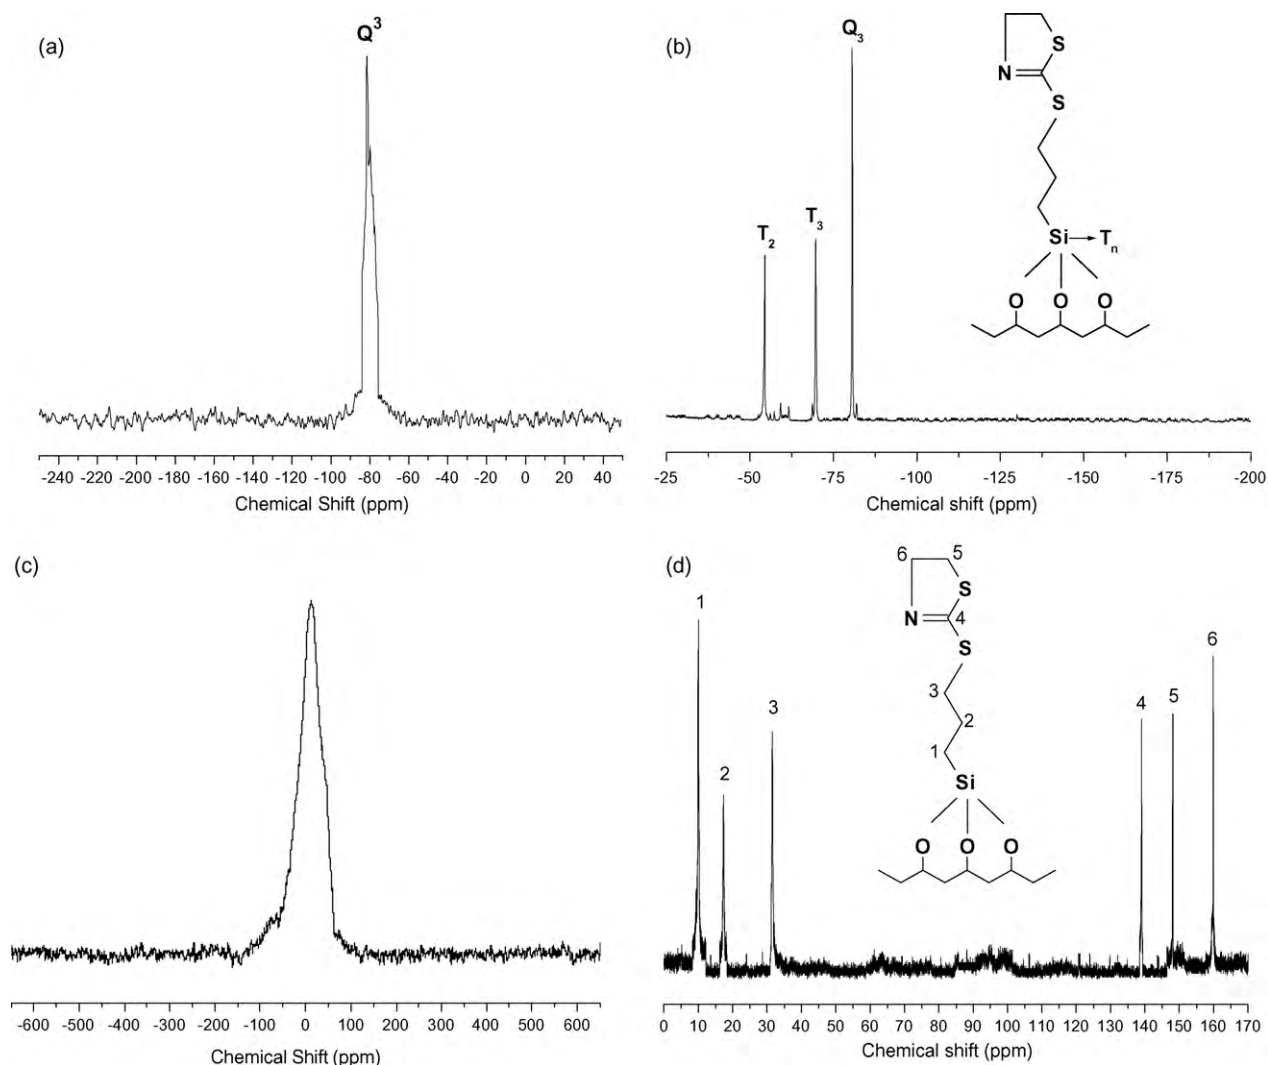 (a)
Q³
-240 -220 -200 -180 -160 -140 -120 -100 -80 -60 -40 -20 0 20 40
Chemical Shift (ppm)
(b)
T₂
T₃
Q₃
S
N
S
Si
Tₙ
O O O
-25 -50 -75 -100 -125 -150 -175 -200
Chemical shift (ppm)
(c)
-600 -500 -400 -300 -200 -100 0 100 200 300 400 500 600
Chemical Shift (ppm)
(d)
1
2
3
4
5
6
6 5
S
N
4
S
3
2
1
Si
O O O
0 10 20 30 40 50 60 70 80 90 100 110 120 130 140 150 160 170
Chemical shift (ppm)